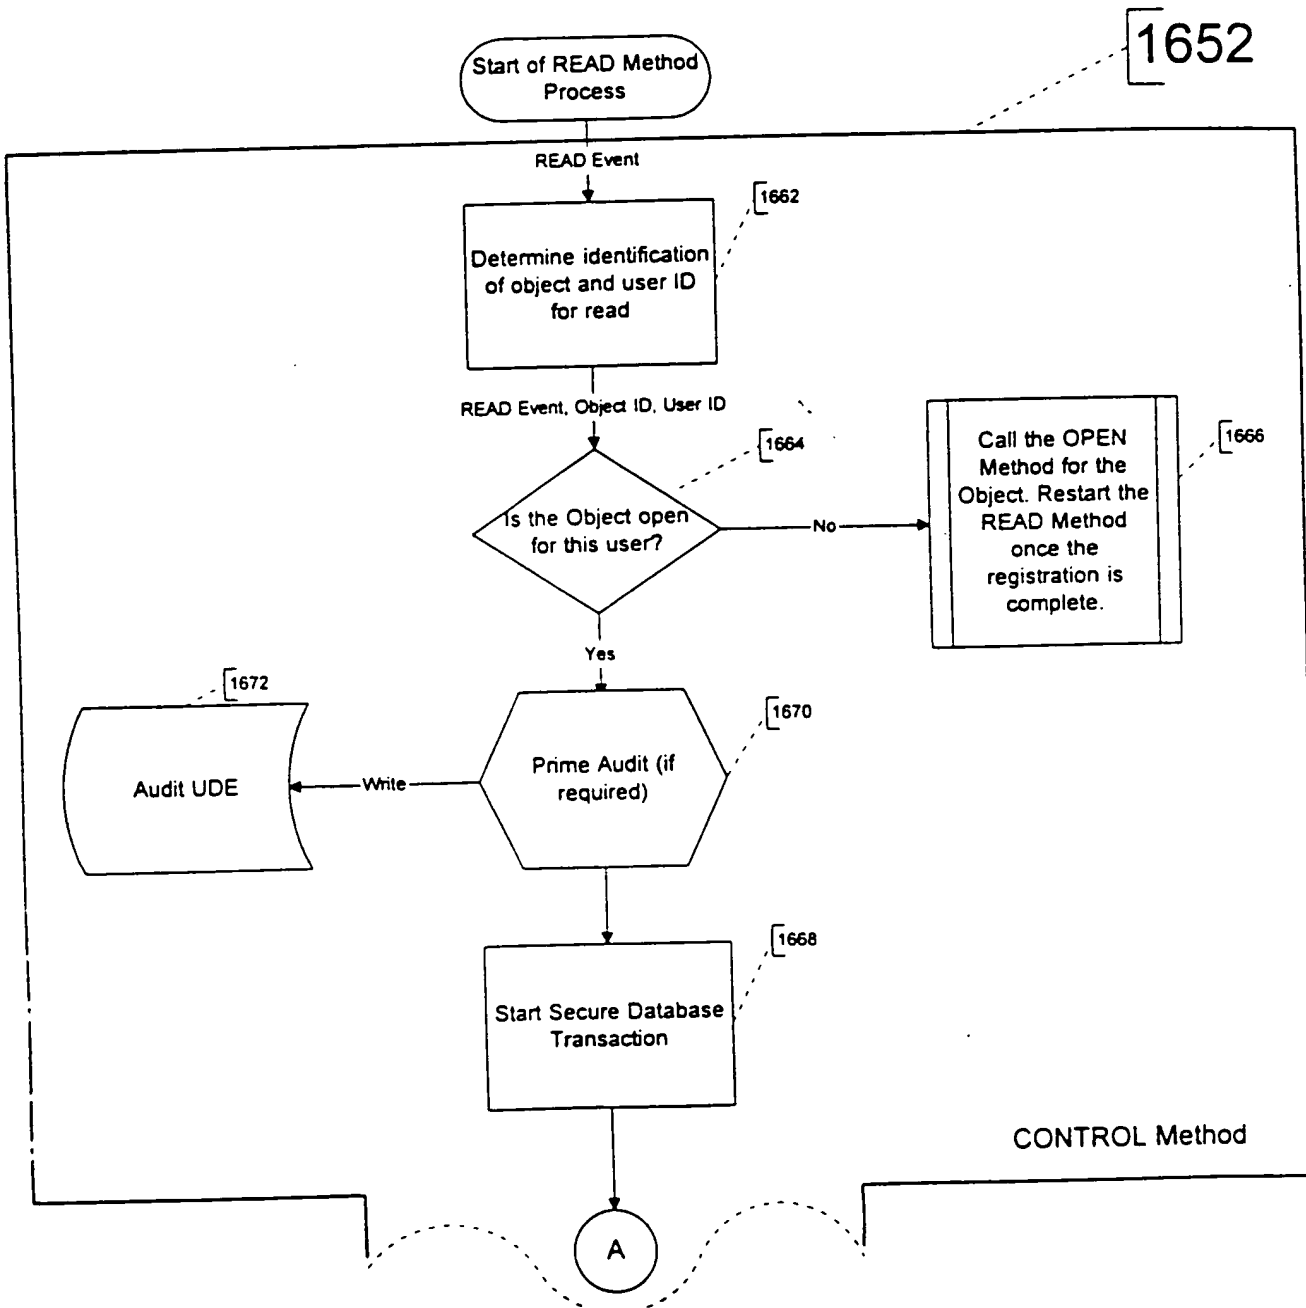 1652
Start of READ Method
Process
READ Event
1662
Determine identification
of object and user ID
for read
READ Event, Object ID, User ID
1664
Is the Object open
for this user?
No
Call the OPEN
Method for the
Object. Restart the
READ Method
once the
registration is
complete.
1666
Yes
1672
Audit UDE
Write
1670
Prime Audit (if
required)
1668
Start Secure Database
Transaction
CONTROL Method
A